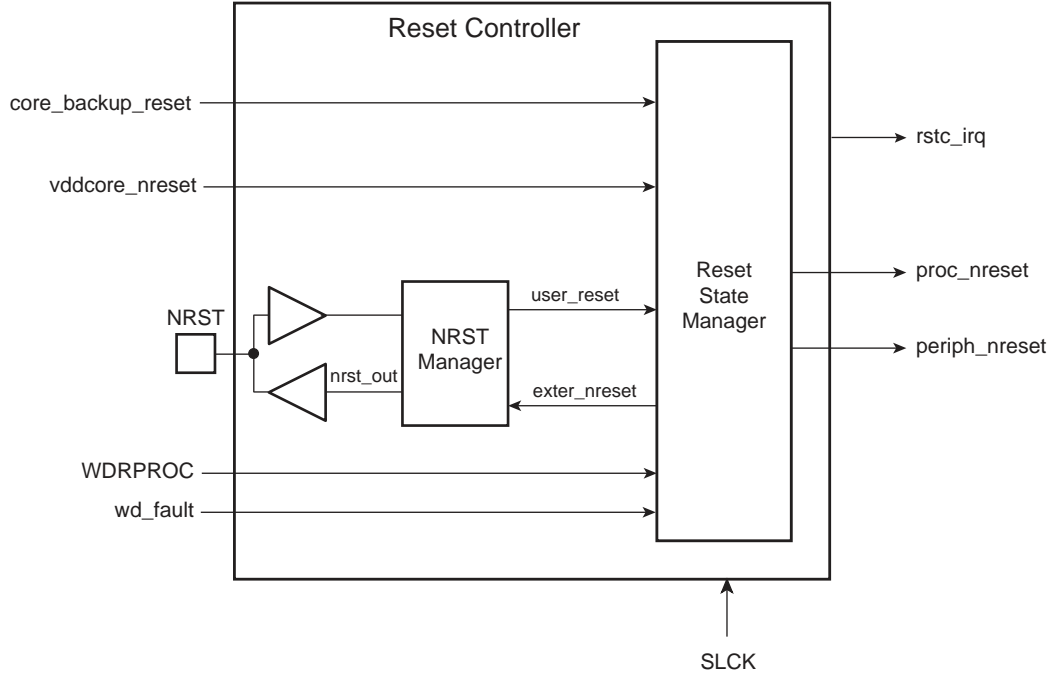 Reset Controller
core_backup_reset
rstc_irq
vddcore_nreset
Reset
State
Manager
proc_nreset
user_reset
NRST
NRST
Manager
periph_nreset
nrst_out
exter_nreset
WDRPROC
wd_fault
SLCK